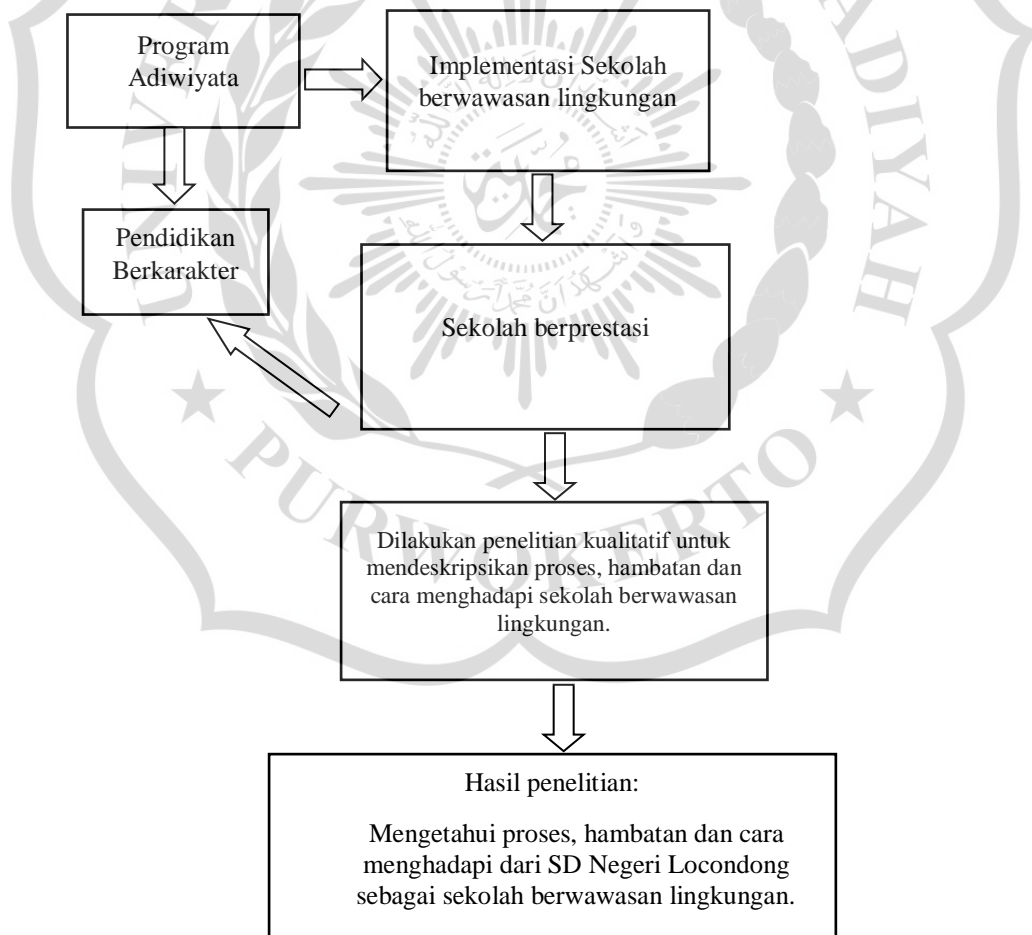 Program
Adiwiyata
Implementasi Sekolah
berwawasan lingkungan
Pendidikan
Berkarakter
Sekolah berprestasi
Dilakukan penelitian kualitatif untuk
mendeskripsikan proses, hambatan dan
cara menghadapi sekolah berwawasan
lingkungan.
Hasil penelitian:
Mengetahui proses, hambatan dan cara
menghadapi dari SD Negeri Locondong
sebagai sekolah berwawasan lingkungan.
PURWOKERTO